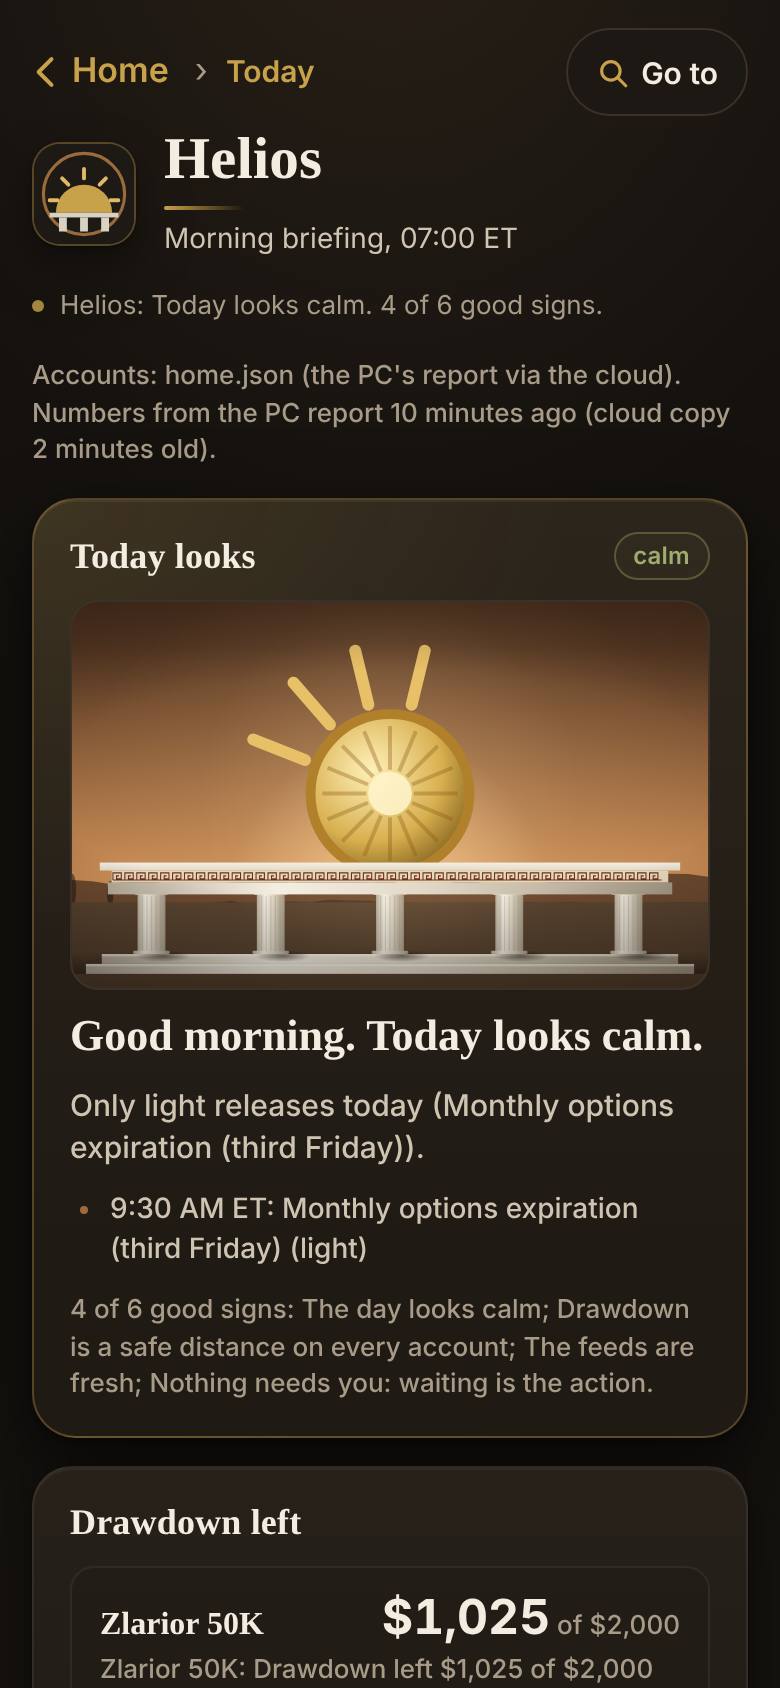 Home › Today
Go to
Helios
Morning briefing, 07:00 ET
Helios: Today looks calm. 4 of 6 good signs.
Accounts: home.json (the PC's report via the cloud).
Numbers from the PC report 10 minutes ago (cloud copy
2 minutes old).
Today looks
calm
Good morning. Today looks calm.
Only light releases today (Monthly options
expiration (third Friday)).
• 9:30 AM ET: Monthly options expiration
(third Friday) (light)
4 of 6 good signs: The day looks calm; Drawdown
is a safe distance on every account; The feeds are
fresh; Nothing needs you: waiting is the action.
Drawdown left
Zlarior 50K
$1,025 of $2,000
Zlarior 50K: Drawdown left $1,025 of $2,000